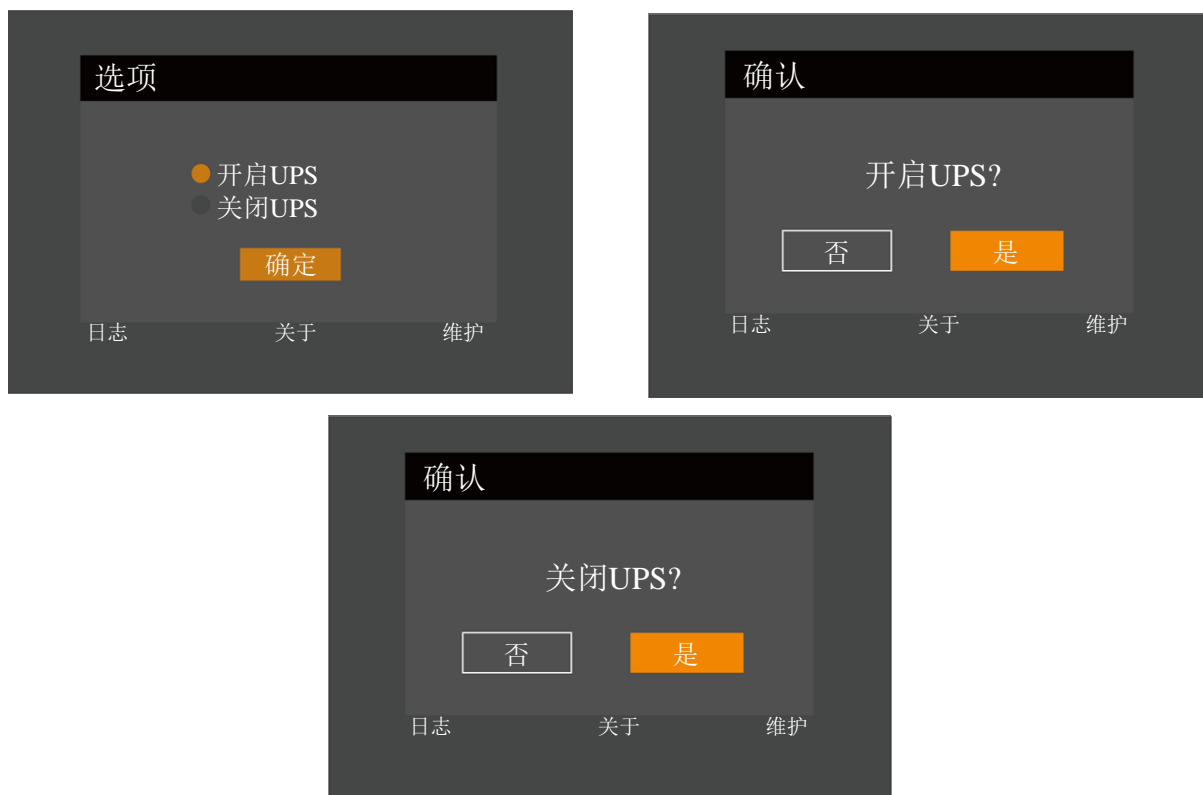 选项
开启UPS
关闭UPS
确定
日志 关于 维护
确认
开启UPS?
否 是
日志 关于 维护
确认
关闭UPS?
否 是
日志 关于 维护